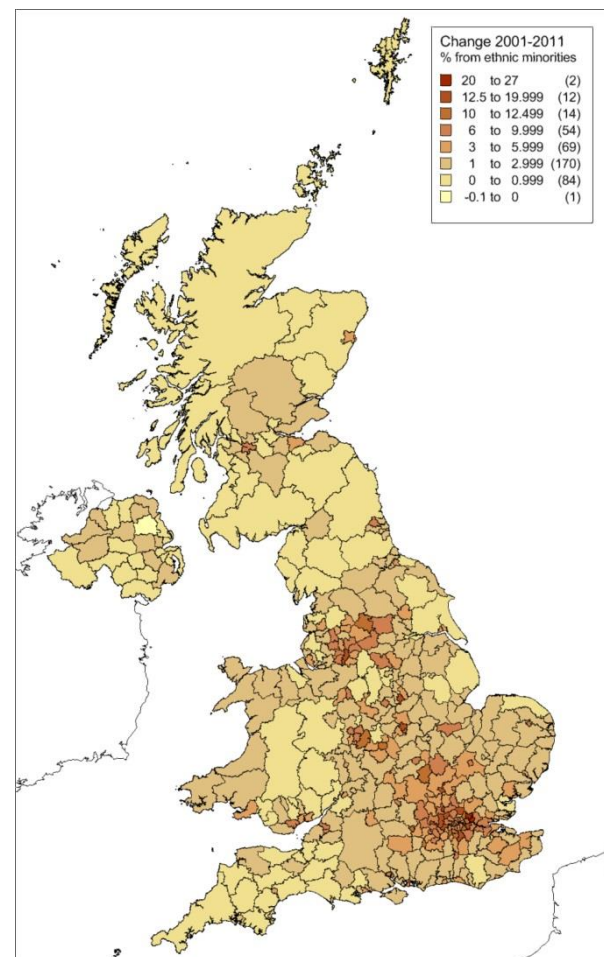 Change 2001-2011
% from ethnic minorities
20 to 27 (2)
12.5 to 19.999 (12)
10 to 12.499 (14)
6 to 9.999 (54)
3 to 5.999 (69)
1 to 2.999 (170)
0 to 0.999 (84)
-0.1 to 0 (1)